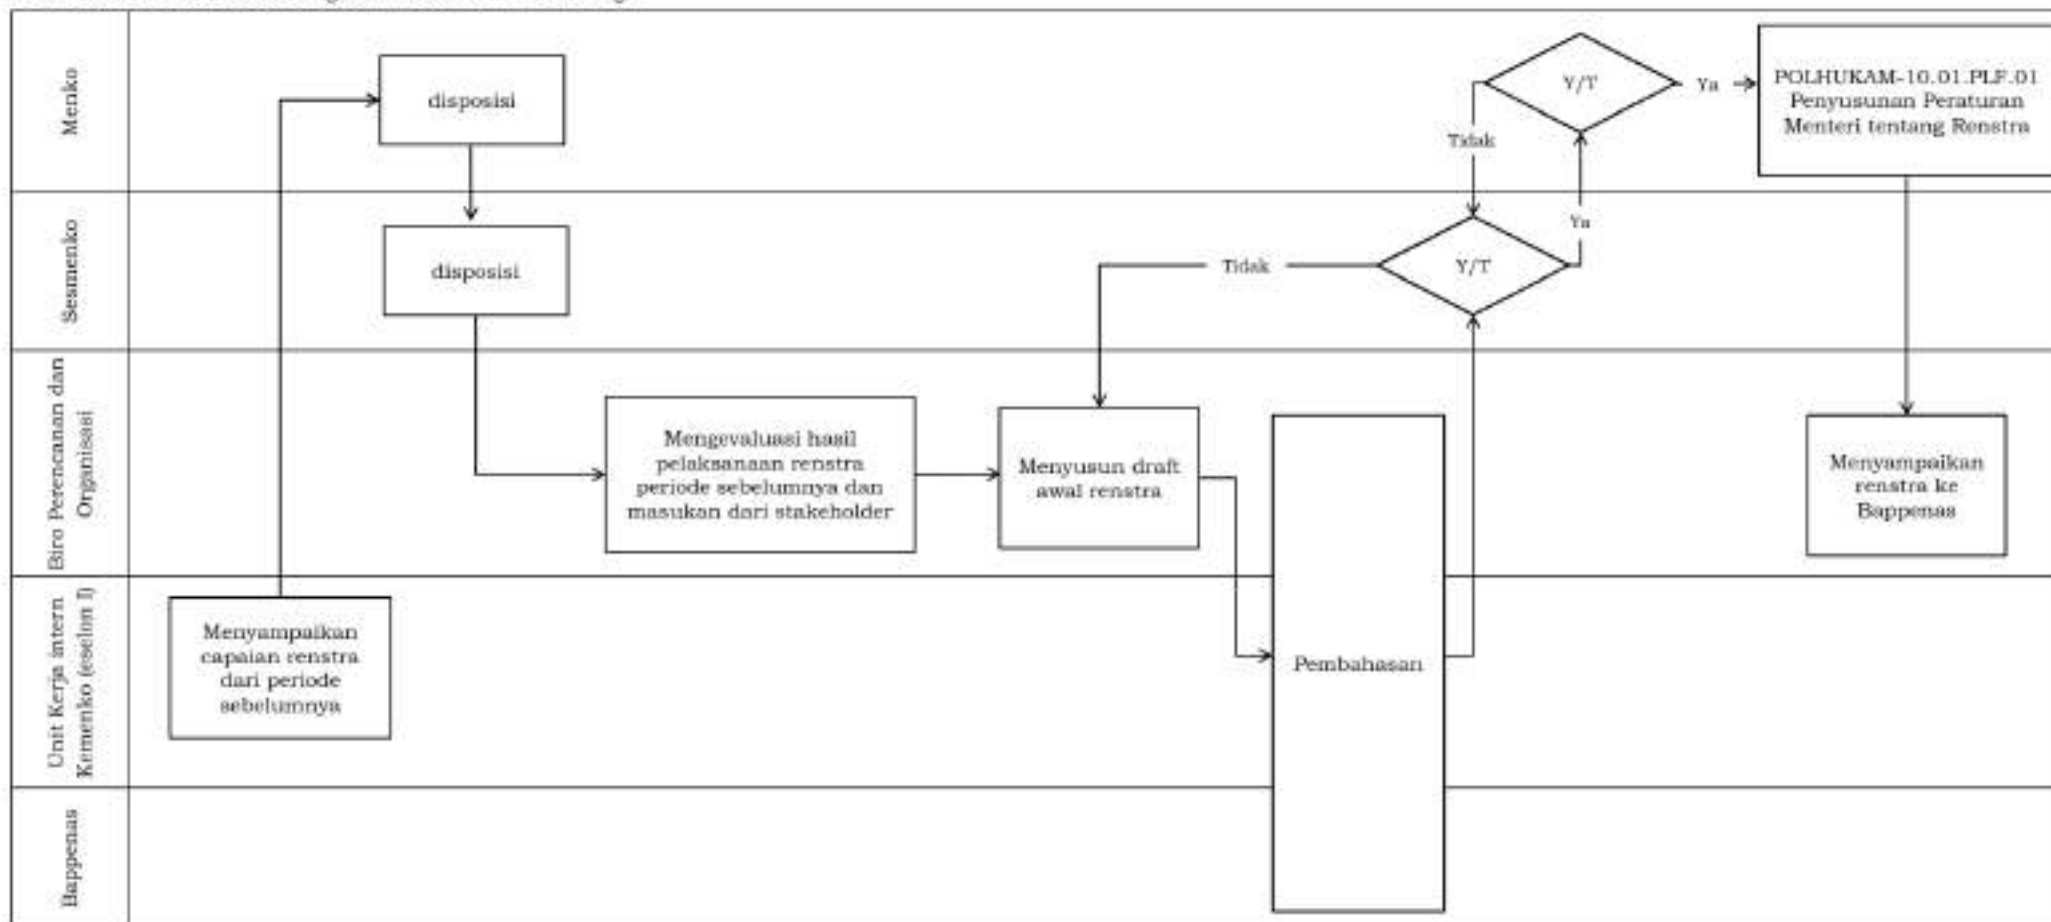 Menko
disposisi
Y/T
Ya
POLHUKAM-10.01.PLF.01
Penyusunan Peraturan
Menteri tentang Renstra
Tidak
Sesmenko
disposisi
Tidak
Y/T
Ya
Biro Perencanan dan
Organisasi
Mengevaluasi hasil
pelaksanaan renstra
periode sebelumnya dan
masukan dari stakeholder
Menyusun draft
awal renstra
Menyampaikan
renstra ke
Bappenas
Unit Kerja intern
Kemenko (eselon I)
Menyampaikan
capaian renstra
dari periode
sebelumnya
Pembahasan
Bappenas